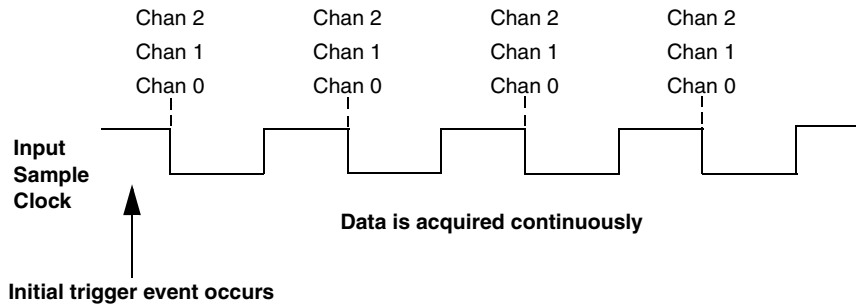 Chan 2 Chan 2 Chan 2 Chan 2
Chan 1 Chan 1 Chan 1 Chan 1
Chan 0 Chan 0 Chan 0 Chan 0
Input
Sample
Clock
Data is acquired continuously
Initial trigger event occurs